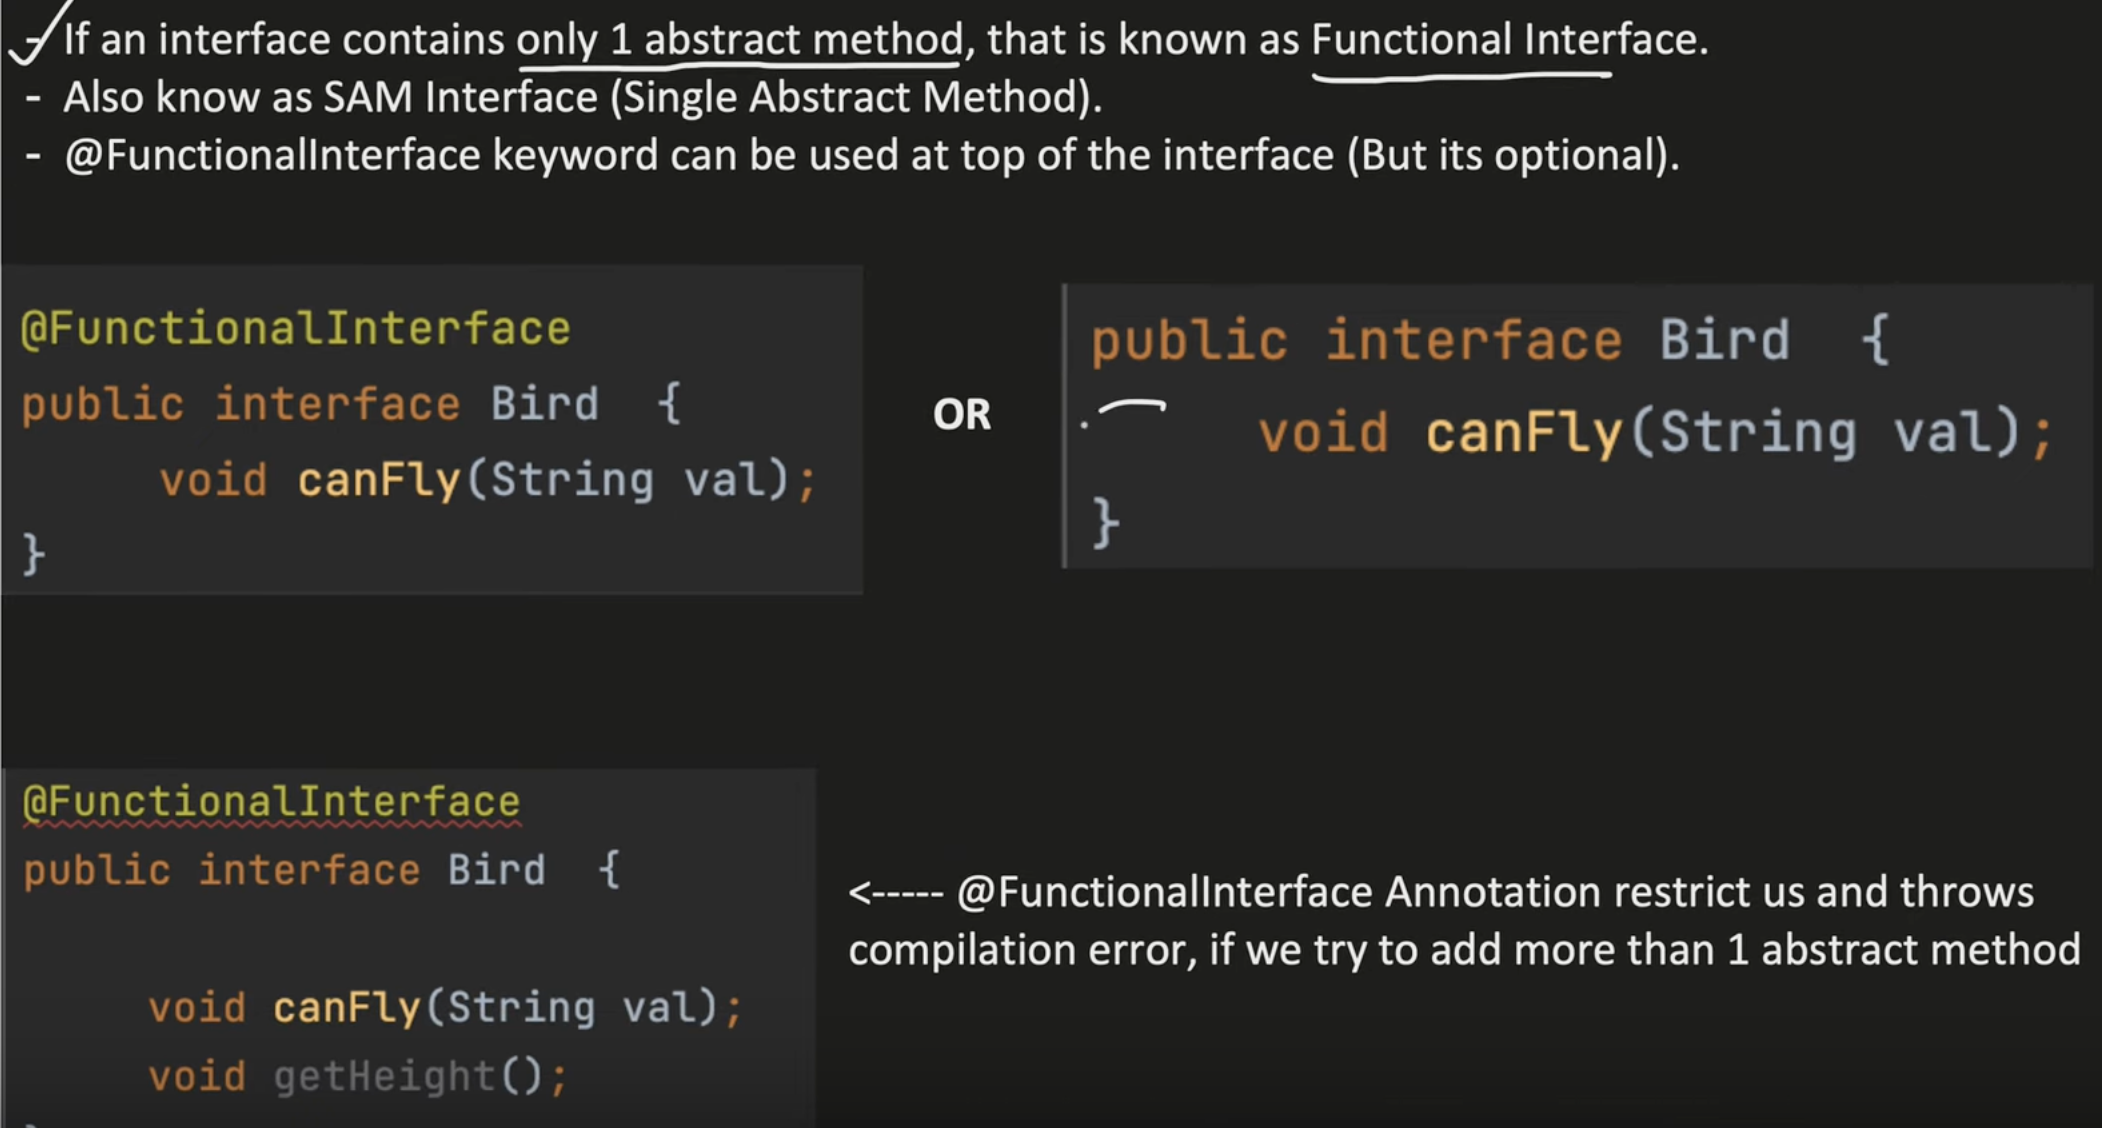 - If an interface contains only 1 abstract method, that is known as Functional Interface.
- Also know as SAM Interface (Single Abstract Method).
- @FunctionalInterface keyword can be used at top of the interface (But its optional).
@FunctionalInterface
public interface Bird {
void canFly(String val);
}
OR
public interface Bird {
void canFly(String val);
}
@FunctionalInterface
public interface Bird {
void canFly(String val);
void getHeight();
<----- @FunctionalInterface Annotation restrict us and throws
compilation error, if we try to add more than 1 abstract method